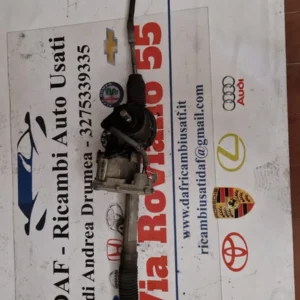 DAF - Ricambi Auto Usati
di Andrea Drumea - 3275339335
Via Roviano 55
www.dafricambiusati.it
ricambiusatidaf@gmail.com
Audi